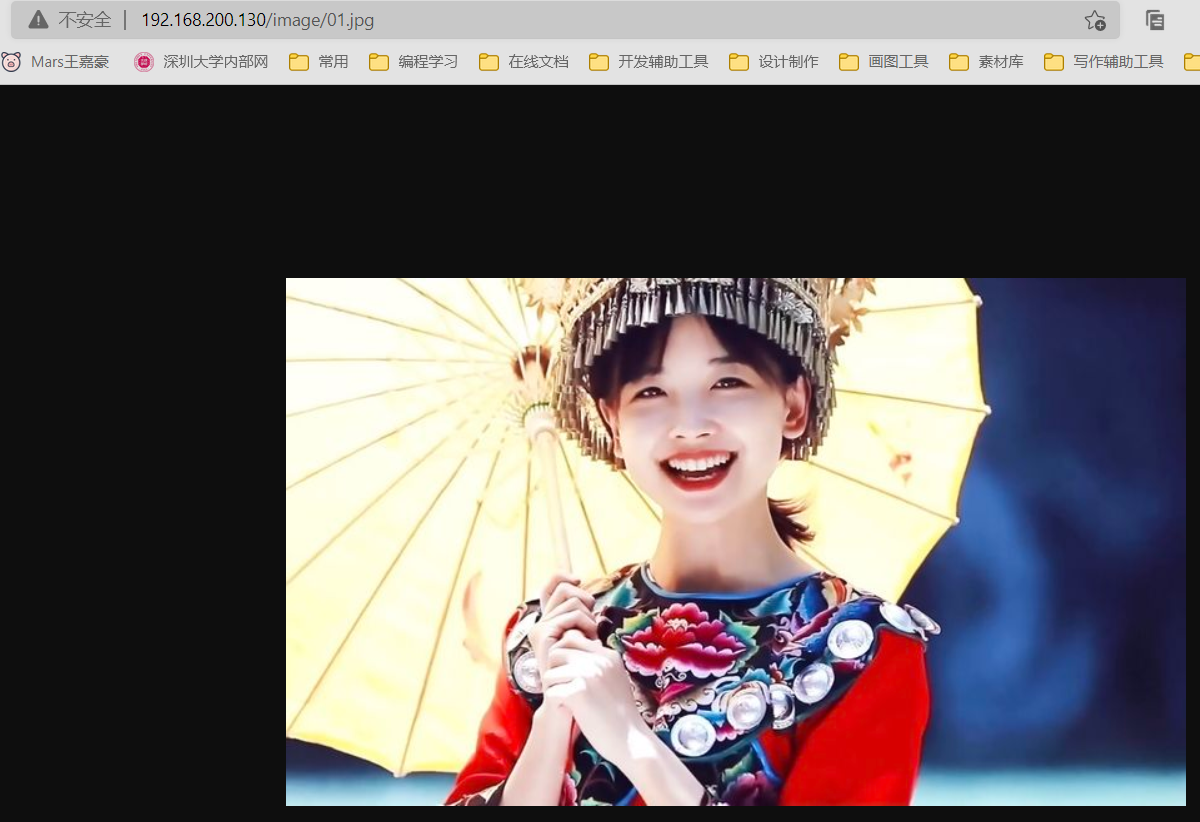 不安全 | 192.168.200.130/image/01.jpg
Mars王嘉豪 深圳大学内部网 常用 编程学习 在线文档 开发辅助工具 设计制作 画图工具 素材库 写作辅助工具